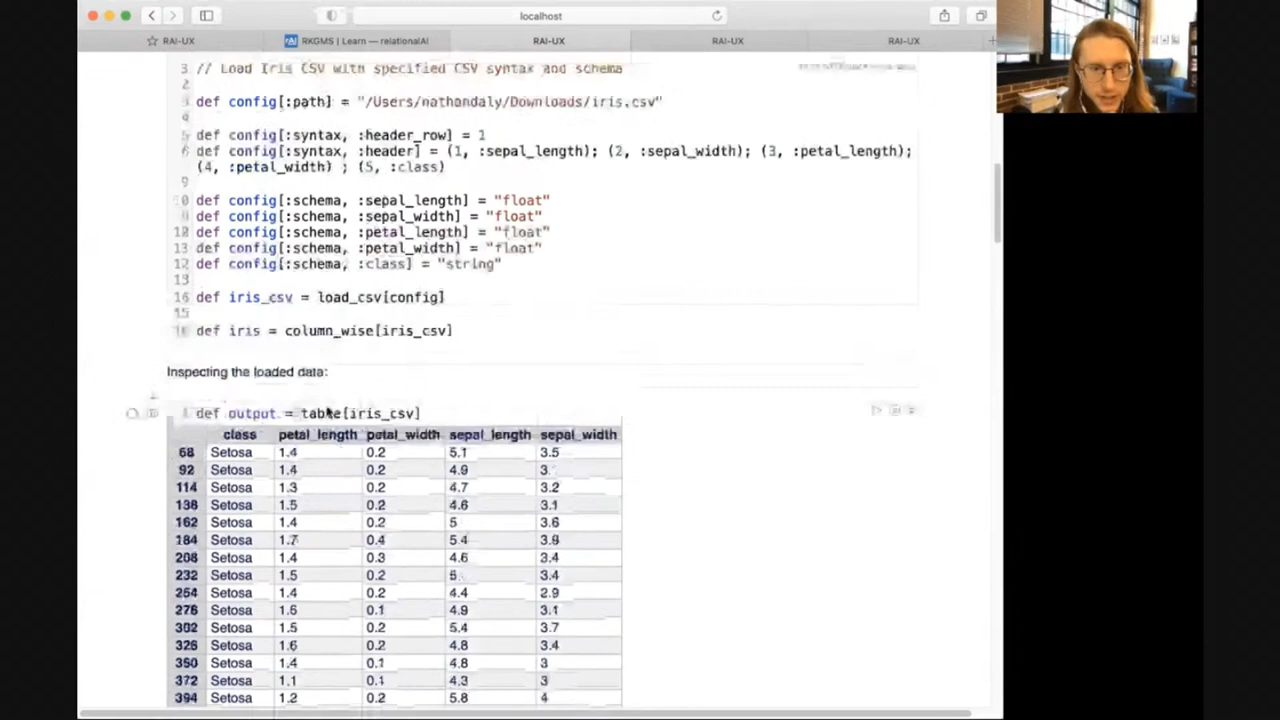 localhost
RAI-UX
rAI
RKGMS | Learn — relationalAI
RAI-UX
RAI-UX
RAI-UX
3 // Load Iris CSV with specified CSV syntax and schema
2
3 def config[:path] = "/Users/nathandaly/Downloads/iris.csv"
5 def config[:syntax, :header_row] = 1
6 def config[:syntax, :header] = (1, :sepal_length); (2, :sepal_width); (3, :petal_length);
(4, :petal_width) ; (5, :class)
9
def config[:schema, :sepal_length] = "float"
def config[:schema, :sepal_width] = "float"
def config[:schema, :petal_length] = "float"
13 def config[:schema, :petal_width] = "float"
12 def config[:schema, :class] = "string"
13
16 def iris_csv = load_csv[config]
15
def iris = column_wise[iris_csv]
Inspecting the loaded data:
def output = table[iris_csv]
class petal_length petal_width sepal_length sepal_width
68 Setosa 1.4 0.2 5.1 3.5
92 Setosa 1.4 0.2 4.9 3.
114 Setosa 1.3 0.2 4.7 3.2
138 Setosa 1.5 0.2 4.6 3.1
162 Setosa 1.4 0.2 5 3.6
184 Setosa 1.7 0.4 5.4 3.9
208 Setosa 1.4 0.3 4.6 3.4
232 Setosa 1.5 0.2 5. 3.4
254 Setosa 1.4 0.2 4.4 2.9
276 Setosa 1.5 0.1 4.9 3.1
302 Setosa 1.5 0.2 5.4 3.7
326 Setosa 1.6 0.2 4.8 3.4
350 Setosa 1.4 0.1 4.8 3
372 Setosa 1.1 0.1 4.3 3
394 Setosa 1.2 0.2 5.8 4